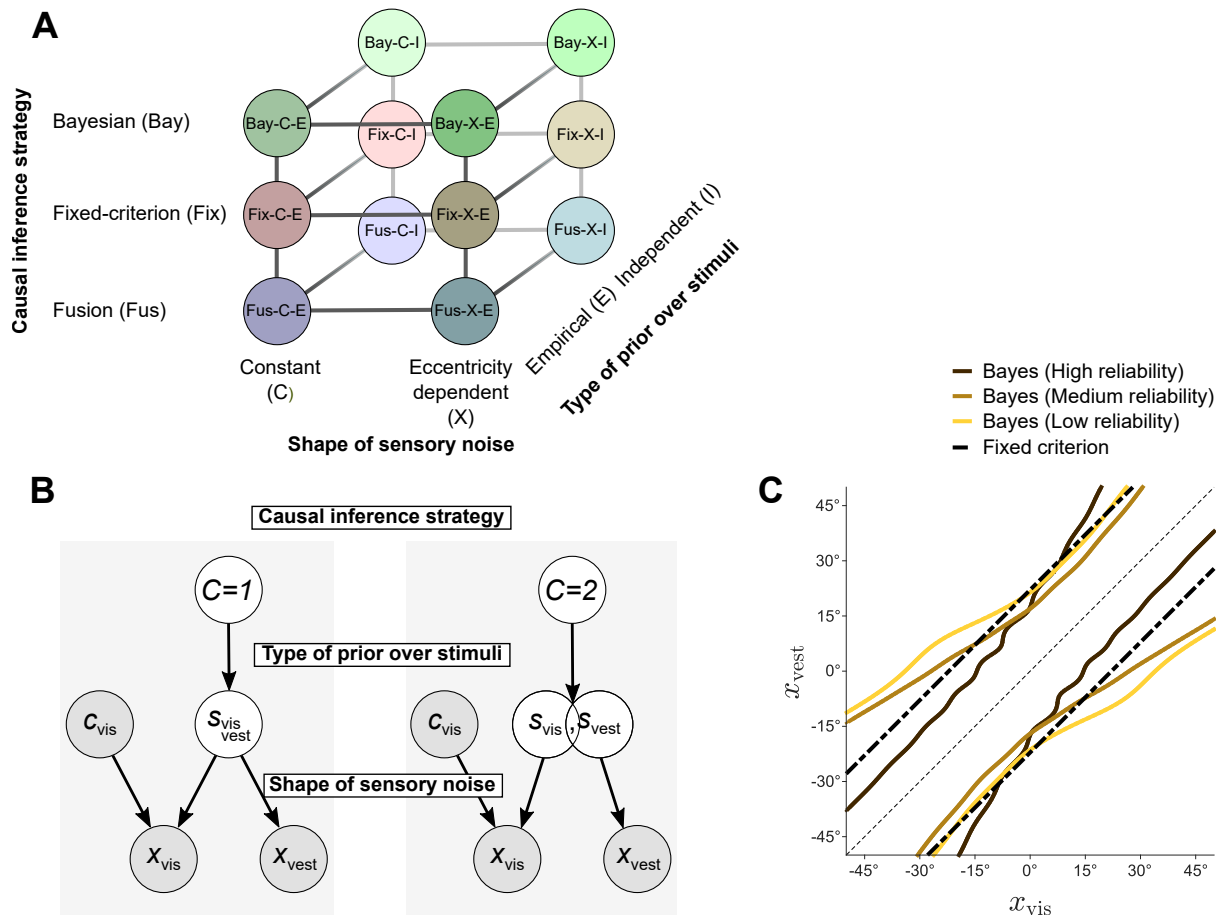 A
Causal inference strategy
Bayesian (Bay)
Fixed-criterion (Fix)
Fusion (Fus)
Bay-C-I
Bay-X-I
Bay-C-E
Bay-X-E
Fix-C-I
Fix-X-I
Fix-C-E
Fix-X-E
Fus-C-I
Fus-X-I
Fus-C-E
Fus-X-E
Constant
(C)
Eccentricity
dependent
(X)
Shape of sensory noise
Empirical (E)
Independent (I)
Type of prior over stimuli
B
Causal inference strategy
C=1
C=2
Type of prior over stimuli
c_vis
s_vis vest
c_vis
s_vis , s_vest
Shape of sensory noise
x_vis
x_vest
x_vis
x_vest
Bayes (High reliability)
Bayes (Medium reliability)
Bayes (Low reliability)
Fixed criterion
C
x_vest
45°
30°
15°
0°
-15°
-30°
-45°
-45° -30° -15° 0° 15° 30° 45°
x_vis